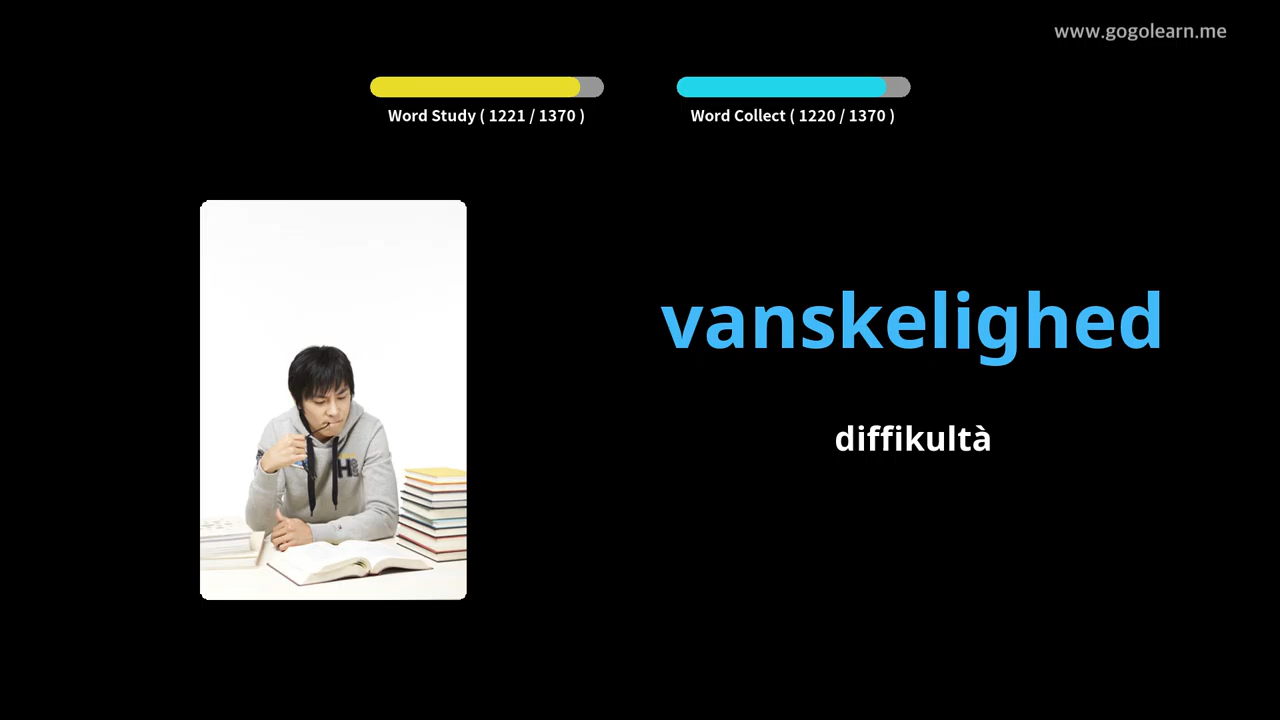 www.gogolearn.me
Word Study ( 1221 / 1370 )
Word Collect ( 1220 / 1370 )
vanskelighed
H
diffikultà